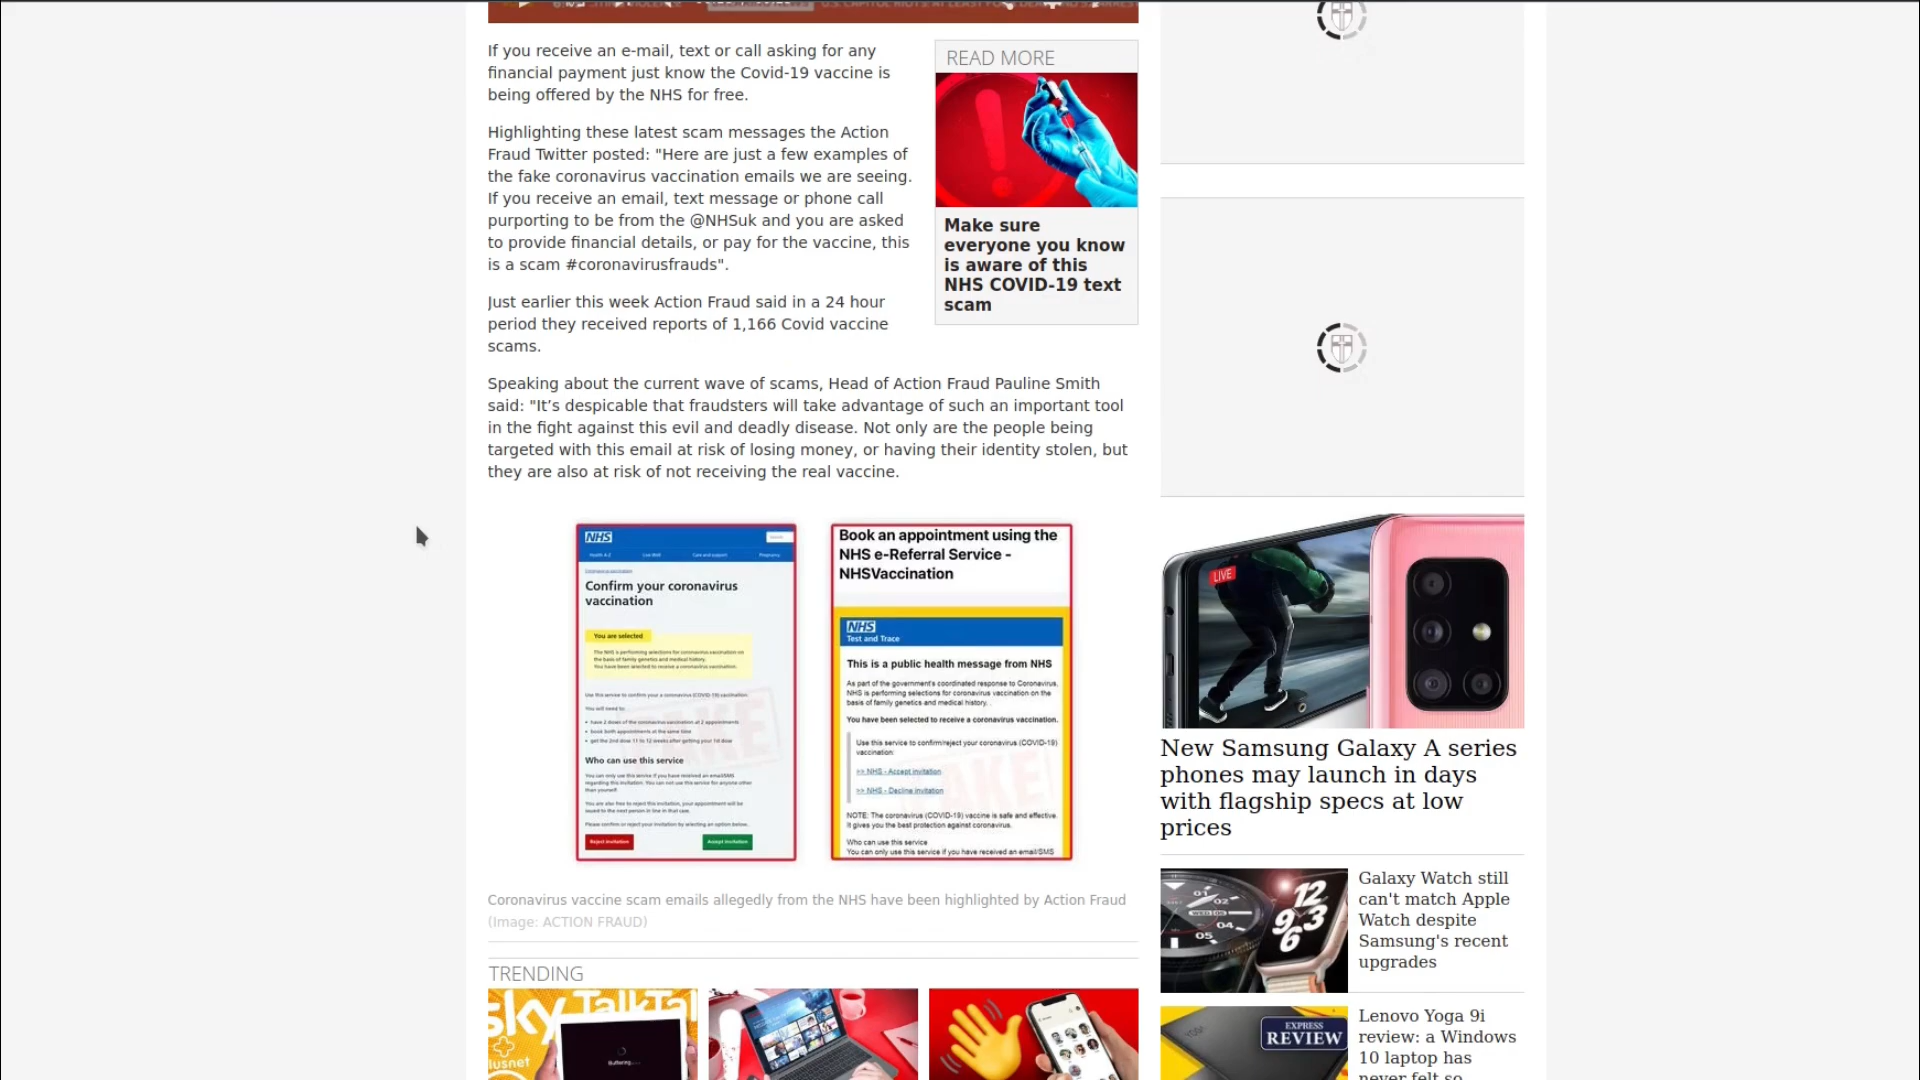 If you receive an e-mail, text or call asking for any
financial payment just know the Covid-19 vaccine is
being offered by the NHS for free.
Highlighting these latest scam messages the Action
Fraud Twitter posted: "Here are just a few examples of
the fake coronavirus vaccination emails we are seeing.
If you receive an email, text message or phone call
purporting to be from the @NHSuk and you are asked
to provide financial details, or pay for the vaccine, this
is a scam #coronavirusfrauds".
Just earlier this week Action Fraud said in a 24 hour
period they received reports of 1,166 Covid vaccine
scams.
READ MORE
Make sure
everyone you know
is aware of this
NHS COVID-19 text
scam
Speaking about the current wave of scams, Head of Action Fraud Pauline Smith
said: "It’s despicable that fraudsters will take advantage of such an important tool
in the fight against this evil and deadly disease. Not only are the people being
targeted with this email at risk of losing money, or having their identity stolen, but
they are also at risk of not receiving the real vaccine.
NHS
Health A-Z Live Well Care and support Pregnancy
Coronavirus vaccination
Confirm your coronavirus
vaccination
You are selected
The NHS is performing selections for coronavirus vaccination on
the basis of family genetics and medical history.
You have been selected to receive a coronavirus vaccination.
Use this service to confirm your coronavirus (COVID-19) vaccination.
You will need to:
• have 2 doses of the coronavirus vaccination at 2 appointments
• book both appointments at the same time
• get the 2nd dose 11 to 12 weeks after getting your 1st dose
Who can use this service
You can only use this service if you have received an email/SMS
regarding this invitation. You can not use this service for anyone other
than yourself.
You are also free to reject this invitation, your appointment will be
issued to the next person in line in that case.
Please confirm or reject your invitation by selecting an option below.
Reject invitation Accept invitation
FAKE
Book an appointment using the
NHS e-Referral Service -
NHSVaccination
NHS
Test and Trace
This is a public health message from NHS
As part of the government's coordinated response to Coronavirus,
NHS is performing selections for coronavirus vaccination on the
basis of family genetics and medical history. .
You have been selected to receive a coronavirus vaccination.
Use this service to confirm/reject your coronavirus (COVID-19)
vaccination:
>> NHS - Accept invitation
>> NHS - Decline invitation
FAKE
NOTE: The coronavirus (COVID-19) vaccine is safe and effective.
It gives you the best protection against coronavirus.
Who can use this service
You can only use this service if you have received an email/SMS
Coronavirus vaccine scam emails allegedly from the NHS have been highlighted by Action Fraud
(Image: ACTION FRAUD)
TRENDING
sky TalkTal
plusnet
Buffering...
LIVE
New Samsung Galaxy A series
phones may launch in days
with flagship specs at low
prices
01
02
WED
04
05
12
9 3
6
Galaxy Watch still
can't match Apple
Watch despite
Samsung's recent
upgrades
EXPRESS
REVIEW
Lenovo Yoga 9i
review: a Windows
10 laptop has
never felt so